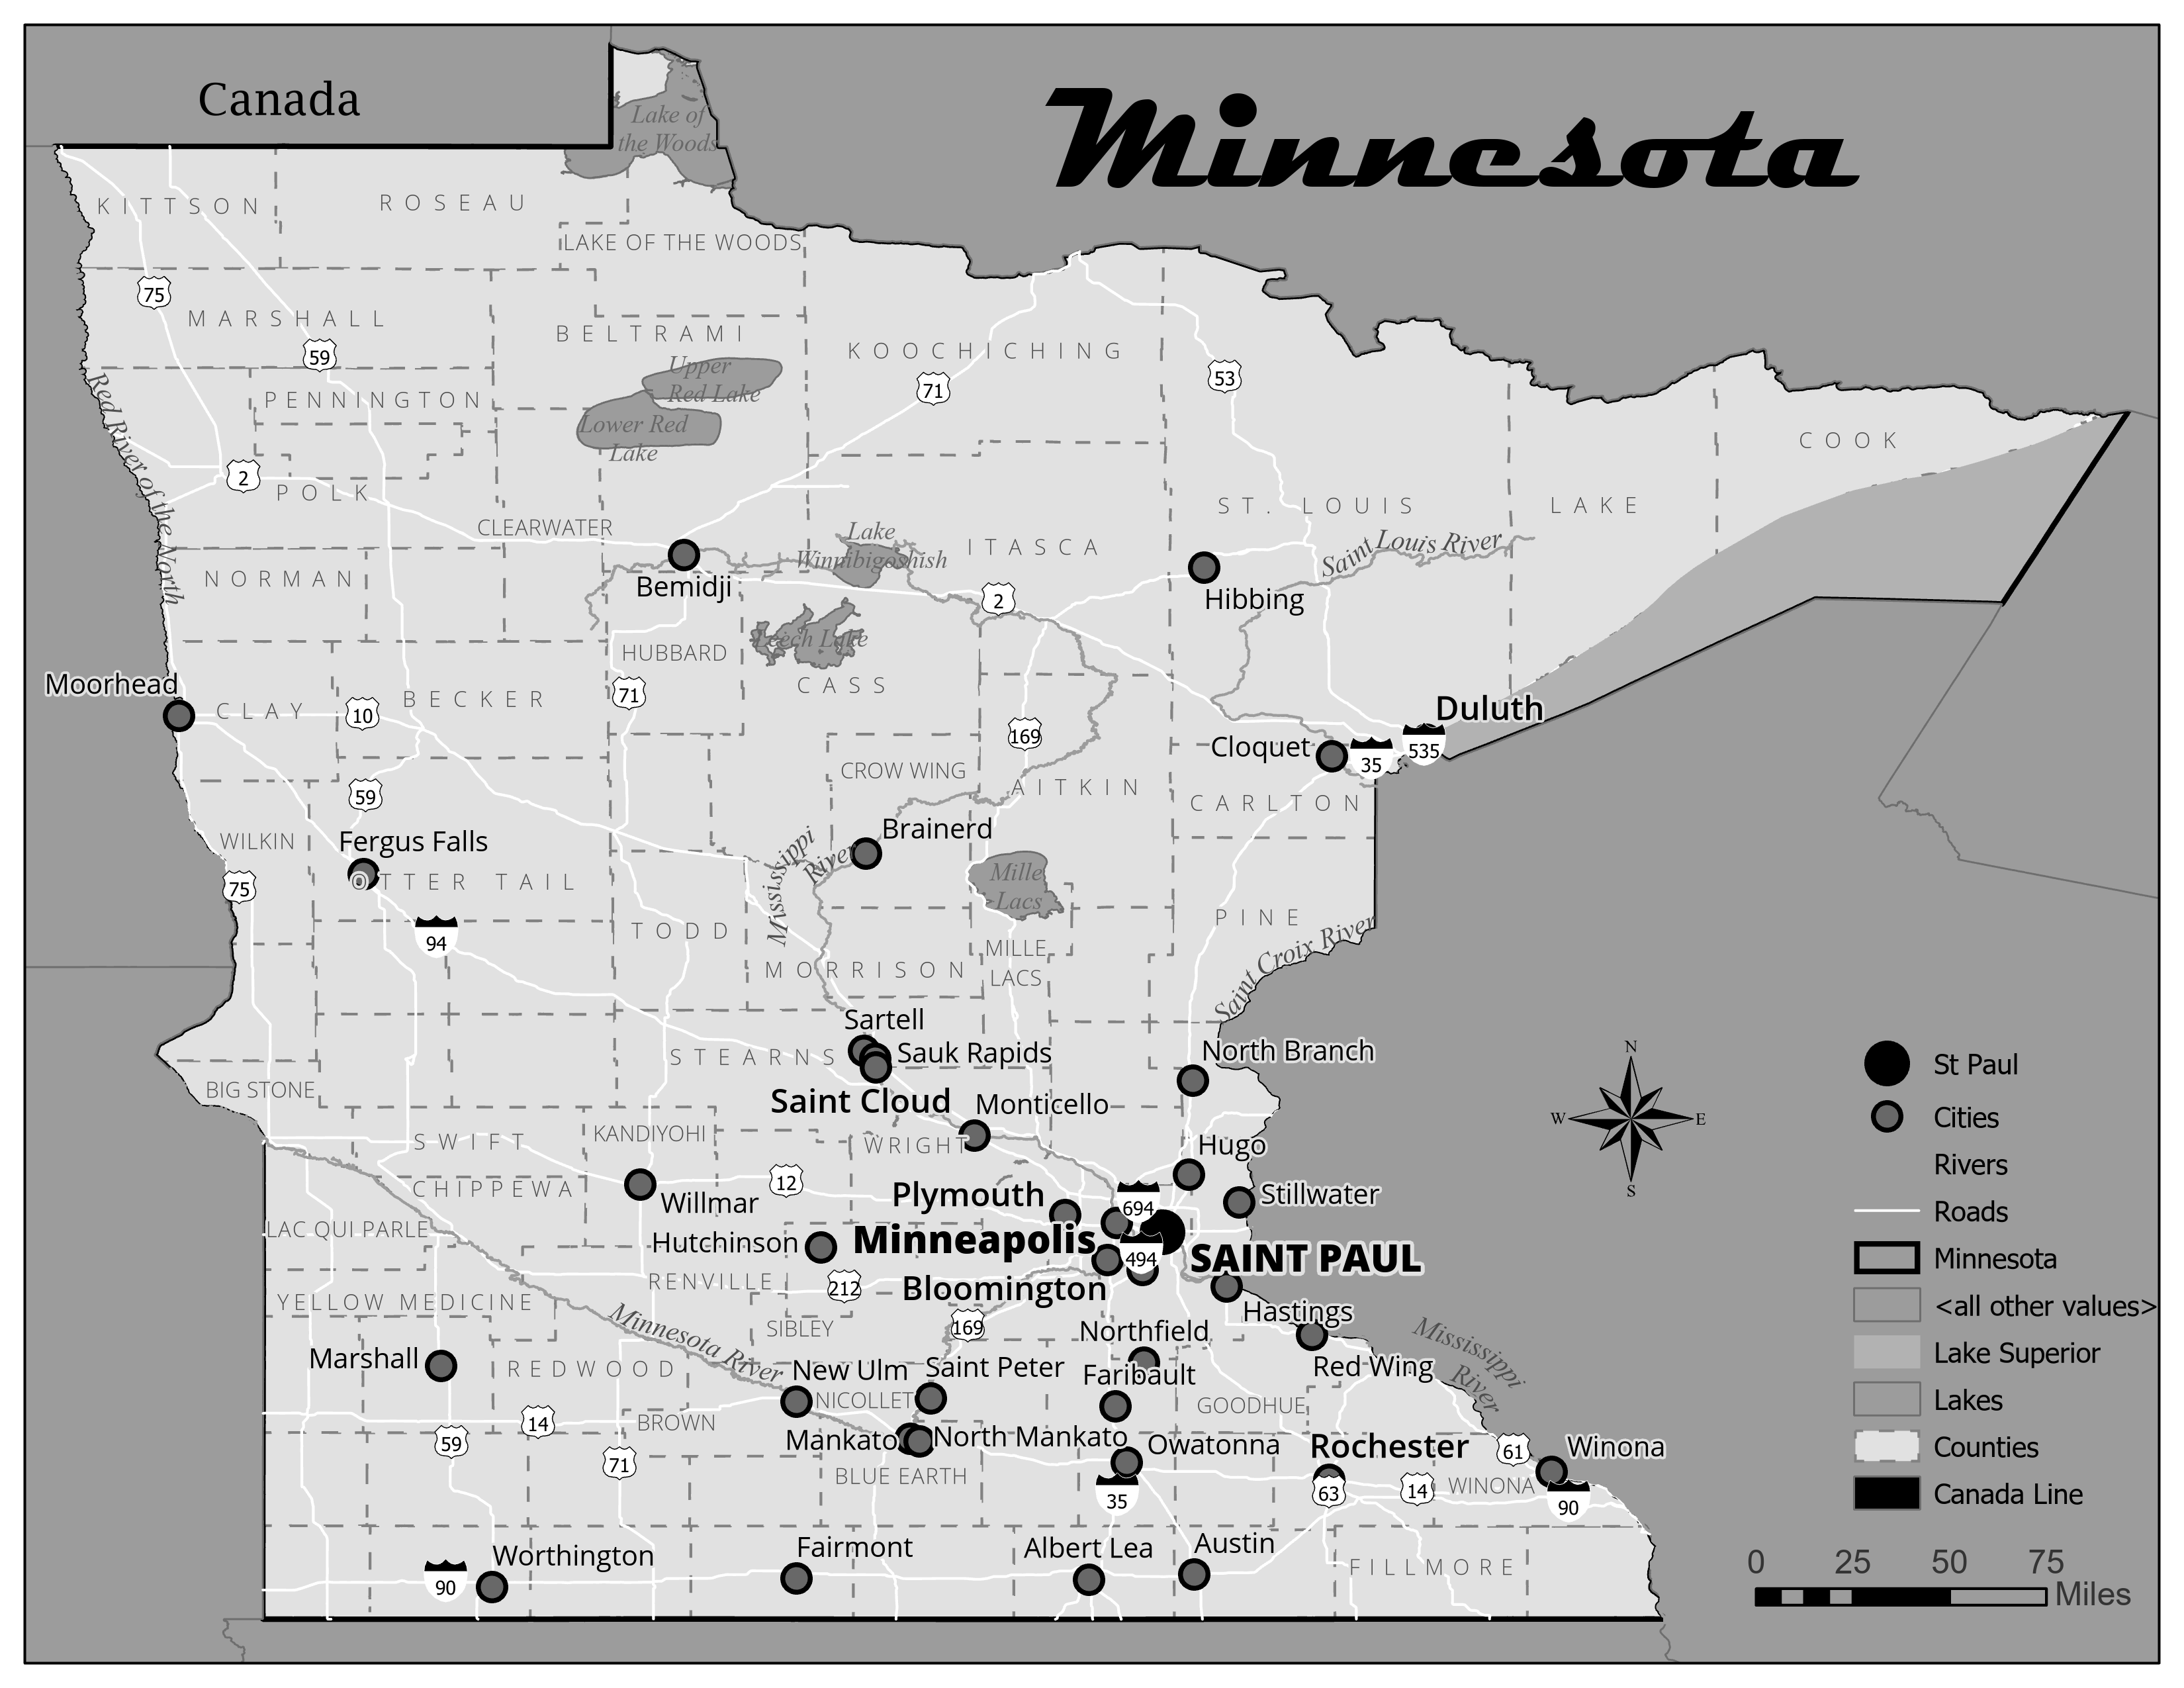 Canada
Minnesota
Lake of
the Woods
KITTSON
ROSEAU
LAKE OF THE WOODS
75
MARSHALL
59
BELTRAMI
KOOCHICHING
Upper
Red Lake
71
53
PENNINGTON
Lower Red
Lake
Red River of the North
COOK
2
POLK
ST. LOUIS
LAKE
CLEARWATER
Lake
Winnibigoshish
ITASCA
Saint Louis River
NORMAN
Bemidji
2
Hibbing
Leech Lake
HUBBARD
CASS
Moorhead
CLAY
10
BECKER
71
169
Duluth
Cloquet
35
535
CROW WING
AITKIN
CARLTON
59
WILKIN
Fergus Falls
Brainerd
Mississippi
River
75
OTTER TAIL
Mille
Lacs
94
TODD
PINE
MILLE
LACS
MORRISON
Saint Croix River
Sartell
STEARNS
Sauk Rapids
North Branch
BIG STONE
Saint Cloud
Monticello
SWIFT
KANDIYOHI
WRIGHT
Hugo
CHIPPEWA
12
Willmar
Plymouth
694
Stillwater
LAC QUI PARLE
Hutchinson
Minneapolis
494
SAINT PAUL
RENVILLE
212
Bloomington
YELLOW MEDICINE
Hastings
SIBLEY
169
Northfield
Minnesota River
Mississippi
River
Marshall
REDWOOD
New Ulm
Saint Peter
Faribault
Red Wing
NICOLLET
GOODHUE
14
BROWN
59
Mankato
North Mankato
Owatonna
Rochester
61
Winona
71
BLUE EARTH
35
63
14
WINONA
90
Worthington
Fairmont
Albert Lea
Austin
FILLMORE
90
N
W
E
S
St Paul
Cities
Rivers
Roads
Minnesota
<all other values>
Lake Superior
Lakes
Counties
Canada Line
0 25 50 75
Miles